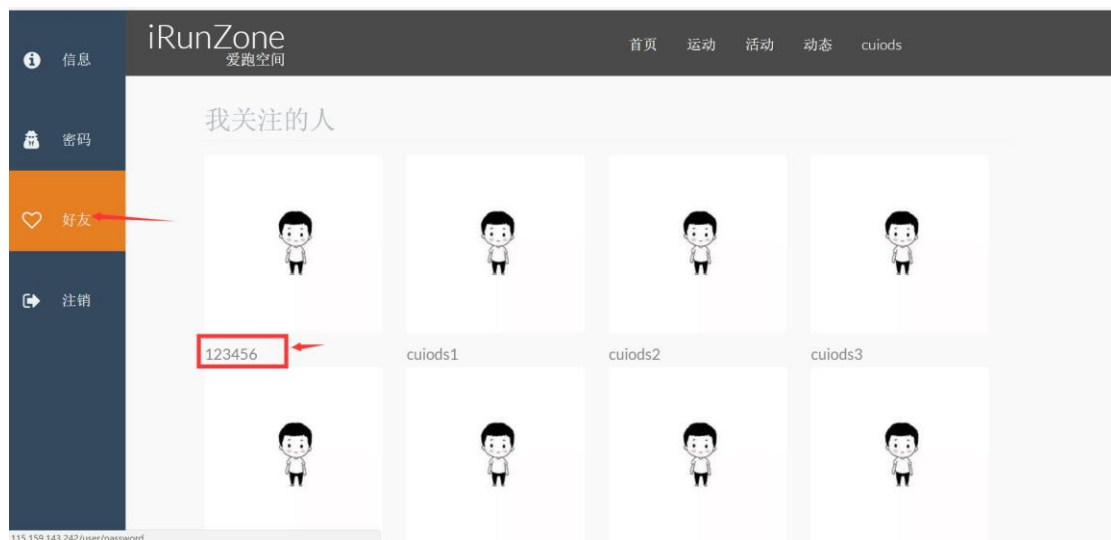 iRunZone
爱跑空间
首页 运动 活动 动态 cuiods
信息
密码
好友
注销
我关注的人
123456 cuiods1 cuiods2 cuiods3
115.159.143.242/user/password